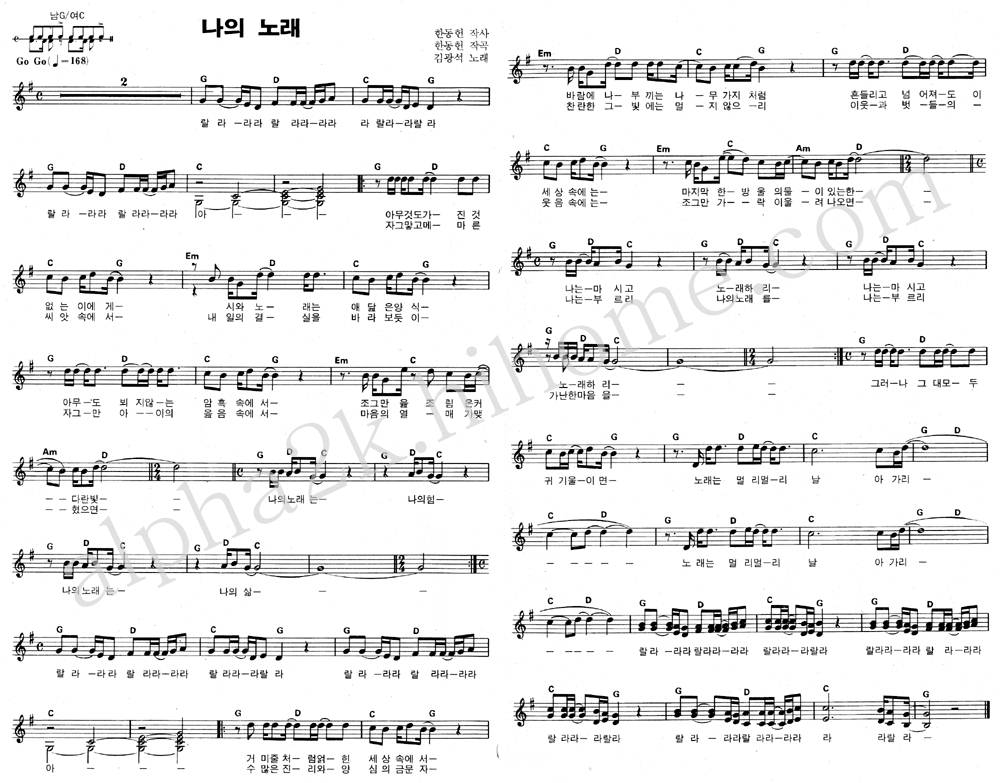 남G/여C
나의 노래
한동헌 작사
한동헌 작곡
김광석 노래
Go Go(♩=168)
2 G D C G
랄 라-라라 랄 라라-라라 라 랄라-랄라 라
G D C G D
랄 라-라라 랄 라라-라라 아- - - 아무것도가- 진 것
자그맣고메- 마른
C G Em D C G
없 는 이에 게- 시와 노- 래는 애 닯 은양 식-
씨 앗 속에 서- 내 일의 결- 실을 바 라 보듯 이-
G D C G Em D
아무-도 뵈 지않-는 암 흑 속에 서- 조그만 읊 조 림 은커
자그-만 아-이의 웃 음 속에 서- 마음의 열- 매 가맺
Am D G D C
- - 다란빛- - 나의노래 는- 나의힘-
- - 혔으면- -
G D C G
나의 노래 는- 나의 삶- - -
G D C G D C G
랄 라-라라 랄 라라-라라 라 랄라-랄라 라 랄 라-라라 랄 라라-라라
C G D C G
아- - - 거 미줄 처- 럼얽- 힌 세 상 속에 서-
수 많은 진- 리와- 양 심 의 금문 자-
Em D C G G D
바람에 나- 부 끼는 나- 무 가지 처럼 흔들리고 넘 어져-도 이
찬란한 그- 빛 에는 멀- 지 않으- 리 이웃-과 벗- 들-의 -
C G Em C Am D
세 상 속에 는- 마지막 한- 방 울 의물- 이 있는한- -
웃 음 속에 는- 조그만 가- 락 이울- 려 나오면- -
G D C G
나는-마 시고 노래하 리- 나는-마 시고
나는-부 르리 나의노래 를- 나는-부 르리
G C G G
노-래하 리- - - 그러-나 그 대모- 두
가난한마음 을- - -
C G G D C G D
귀 기울-이 면- 노래는 멀 리멀- 리 날 아 가리-
C D G D C G D
- - - - - 노 래는 멀 리멀- 리 날 아 가리-
C D G D C G G D
- - - - - 랄 라- 라라 랄라라-라라 랄라라라-랄라 랄라라-라라 랄 라-라라
C G G D C G
랄 라라라-랄라 랄 라- 라라 랄라라-라라 라 라랄 라- -
alpha2k.hihome.com